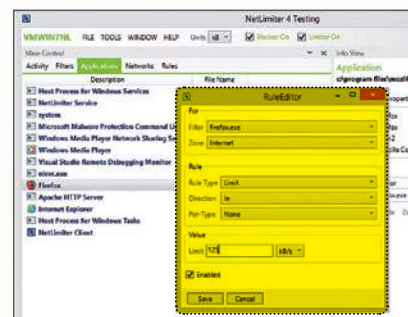 NetLimiter 4 Testing
VMWIN7NL FILE TOOLS WINDOW HELP Units kB Blocker On Limiter On
Main Control
Info View
Activity Filters Applications Networks Rules
Description File Name
Application
c:\program files\mozill
Host Process for Windows Services
NetLimiter Service
system
Microsoft Malware Protection Command Li
Windows Media Player Network Sharing Se
Windows Media Player
Visual Studio Remote Debugging Monitor
Firefox
Apache HTTP Server
Internet Explorer
Host Process for Windows Tasks
NetLimiter Client
RuleEditor
For
Filter firefox.exe
Zone Internet
Rule
Rule Type Limit
Direction In
Per-Type None
Value
Limit 125 kB/s
Enabled
Save Cancel